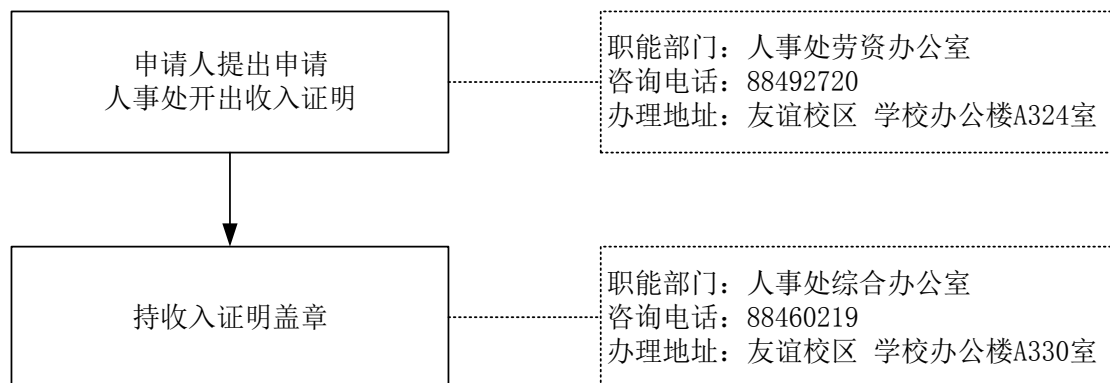 申请人提出申请
人事处开出收入证明
职能部门：人事处劳资办公室
咨询电话：88492720
办理地址：友谊校区 学校办公楼A324室
持收入证明盖章
职能部门：人事处综合办公室
咨询电话：88460219
办理地址：友谊校区 学校办公楼A330室